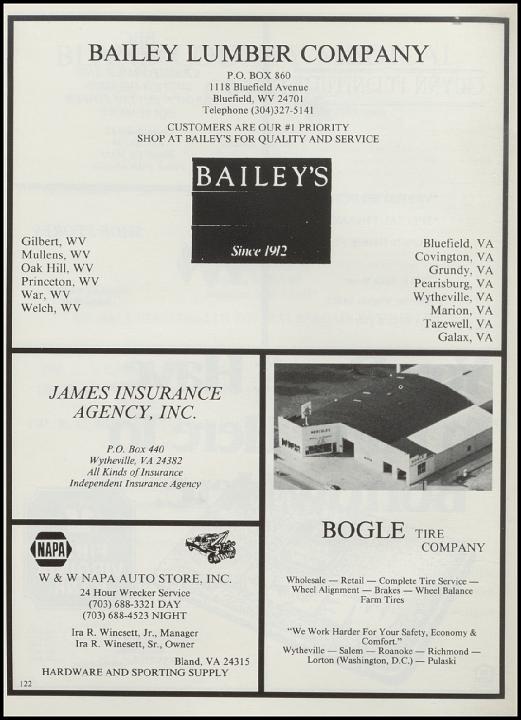 BAILEY LUMBER COMPANY
P.O. BOX 860
1118 Bluefield Avenue
Bluefield, WV 24701
Telephone (304)327-5141
CUSTOMERS ARE OUR #1 PRIORITY
SHOP AT BAILEY'S FOR QUALITY AND SERVICE
BAILEY'S
Since 1912
Gilbert, WV
Mullens, WV
Oak Hill, WV
Princeton, WV
War, WV
Welch, WV
Bluefield, VA
Covington, VA
Grundy, VA
Pearisburg, VA
Wytheville, VA
Marion, VA
Tazewell, VA
Galax, VA
JAMES INSURANCE
AGENCY, INC.
P.O. Box 440
Wytheville, VA 24382
All Kinds of Insurance
Independent Insurance Agency
NAPA
W & W NAPA AUTO STORE, INC.
24 Hour Wrecker Service
(703) 688-3321 DAY
(703) 688-4523 NIGHT
Ira R. Winesett, Jr., Manager
Ira R. Winesett, Sr., Owner
Bland, VA 24315
HARDWARE AND SPORTING SUPPLY
122
HERCULES
BOGLE TIRE
COMPANY
Wholesale — Retail — Complete Tire Service —
Wheel Alignment — Brakes — Wheel Balance
Farm Tires
"We Work Harder For Your Safety, Economy &
Comfort."
Wytheville — Salem — Roanoke — Richmond —
Lorton (Washington, D.C.) — Pulaski